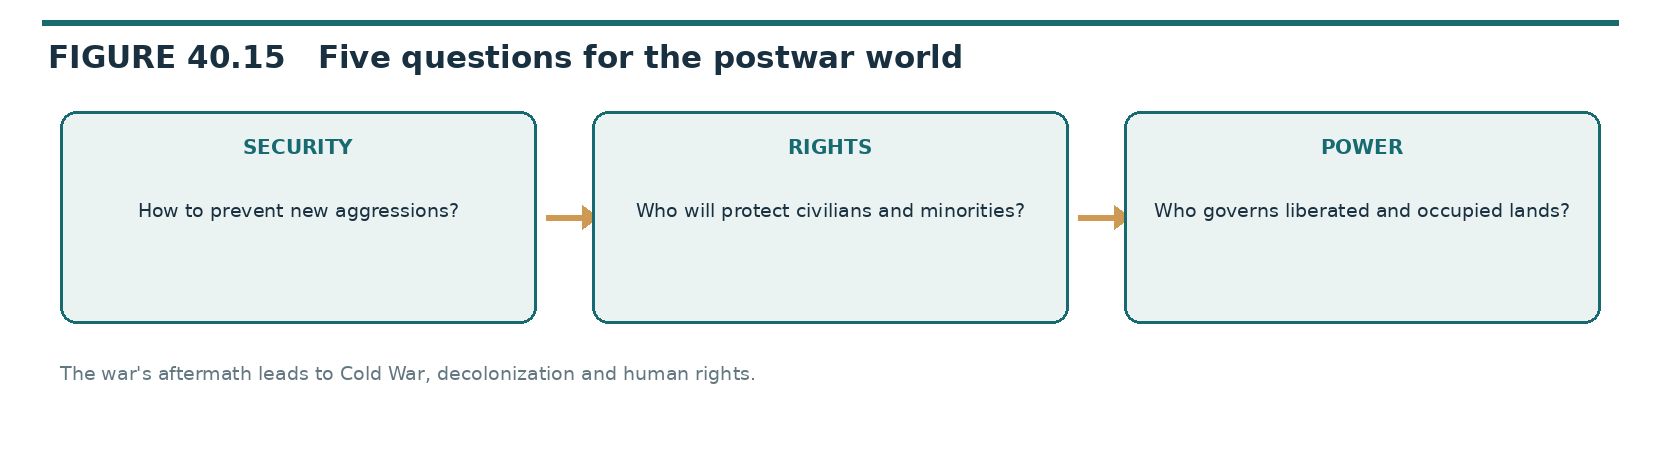 FIGURE 40.15   Five questions for the postwar world
SECURITY
How to prevent new aggressions?
RIGHTS
Who will protect civilians and minorities?
POWER
Who governs liberated and occupied lands?
The war's aftermath leads to Cold War, decolonization and human rights.